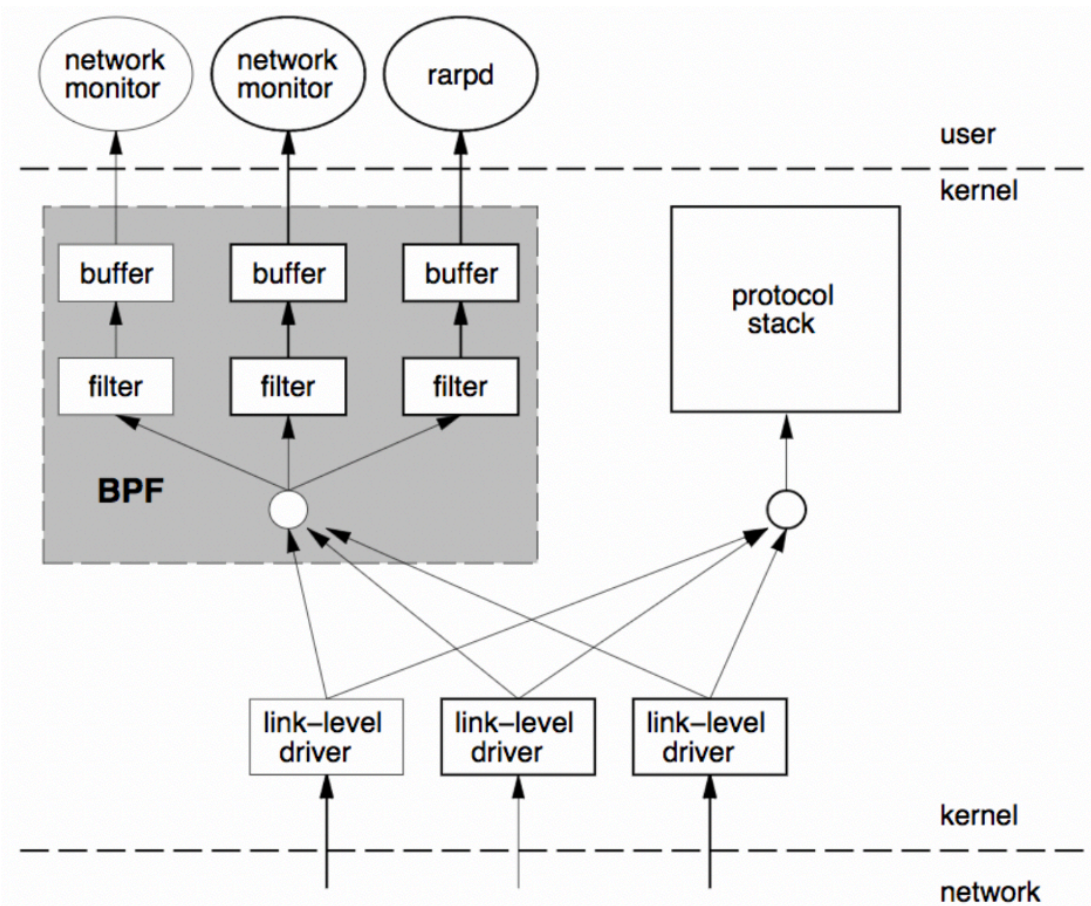 network
monitor
network
monitor
rarpd
user
kernel
buffer
buffer
buffer
protocol
stack
filter
filter
filter
BPF
link–level
driver
link–level
driver
link–level
driver
kernel
network